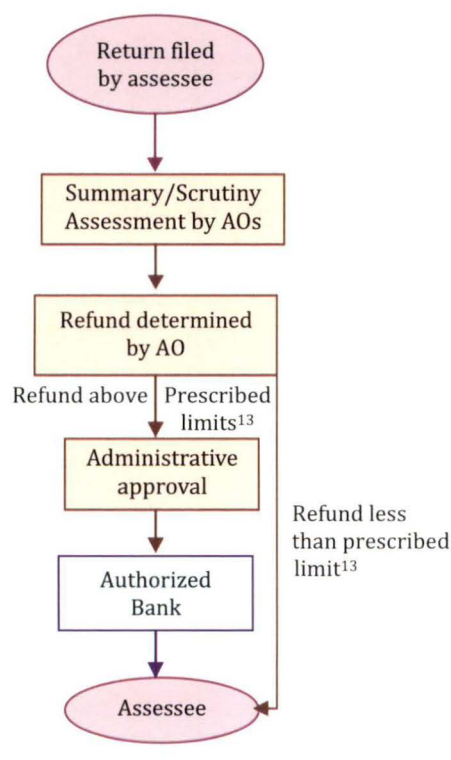 Return filed
by assessee
Summary/Scrutiny
Assessment by AOs
Refund determined
by AO
Refund above Prescribed
limits¹³
Administrative
approval
Refund less
than prescribed
limit¹³
Authorized
Bank
Assessee